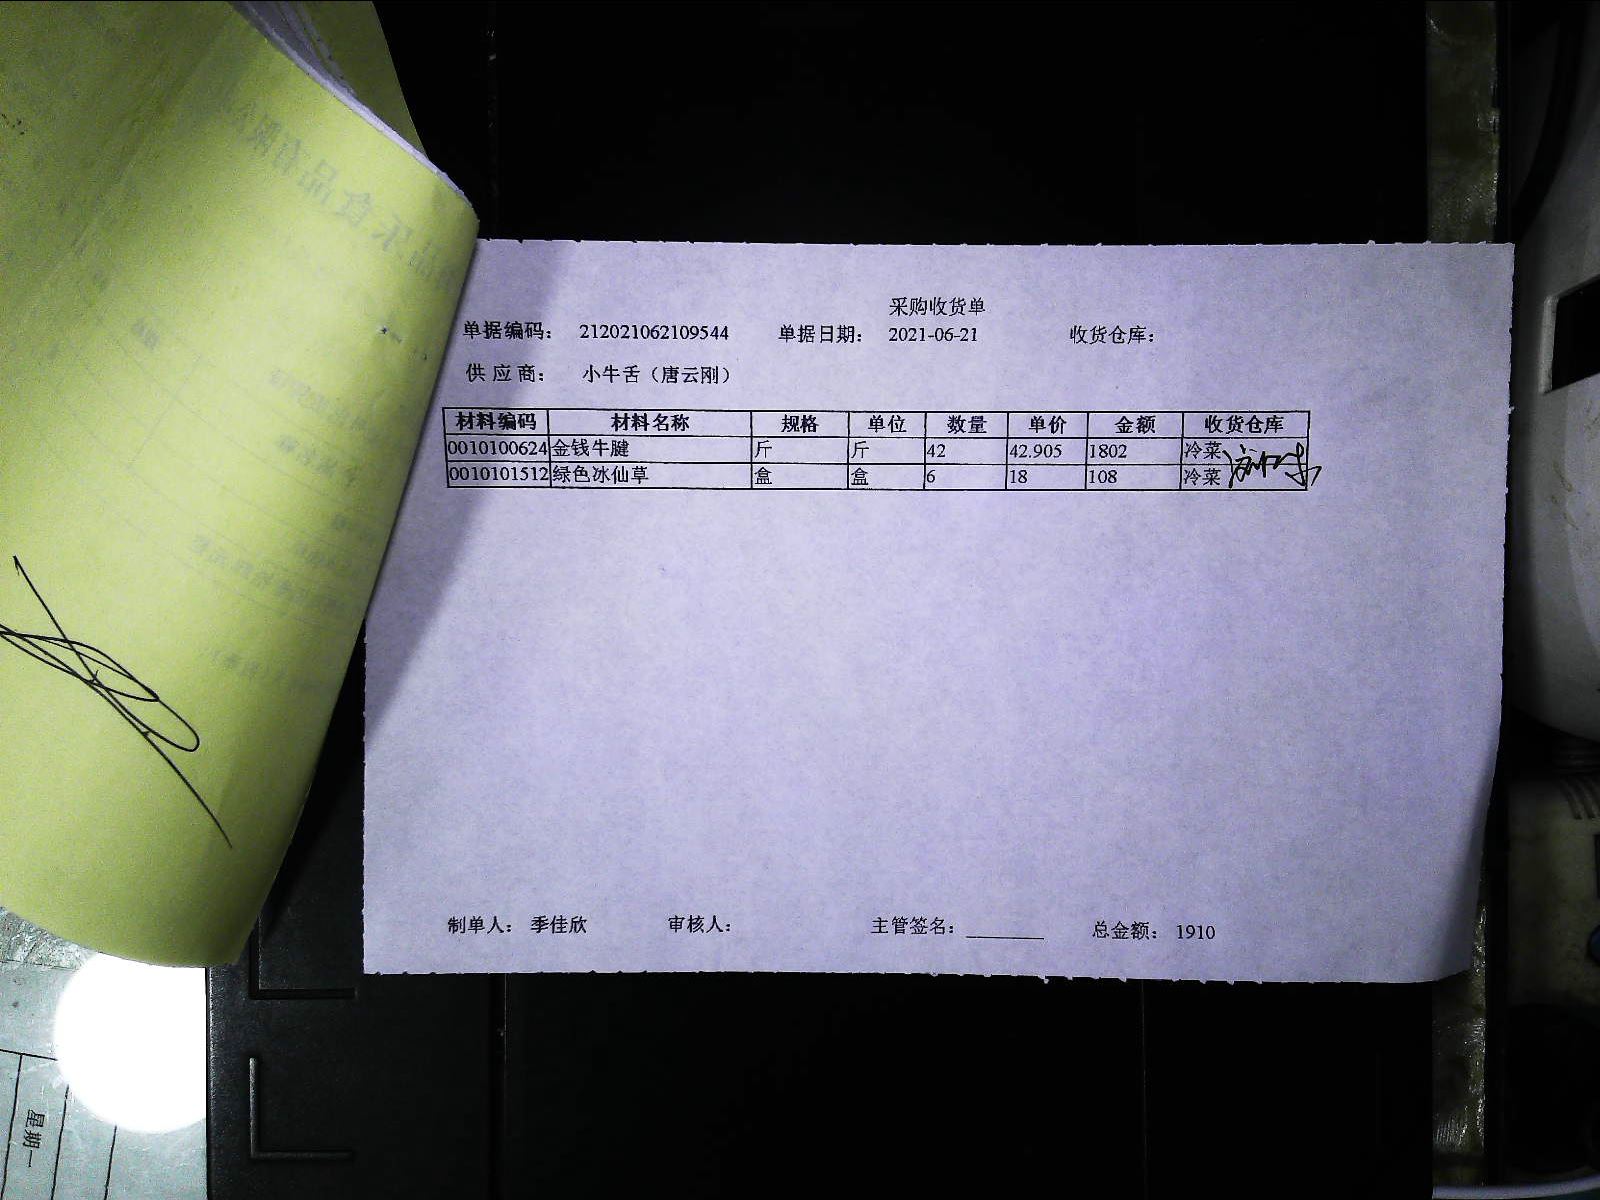 采购收货单
单据编码： 212021062109544 单据日期： 2021-06-21 收货仓库：
供 应 商： 小牛舌（唐云刚）
材料编码 材料名称 规格 单位 数量 单价 金额 收货仓库
0010100624 金钱牛腱 斤 斤 42 42.905 1802 冷菜
0010101512 绿色冰仙草 盒 盒 6 18 108 冷菜
制单人： 季佳欣 审核人： 主管签名： 总金额： 1910
星期一